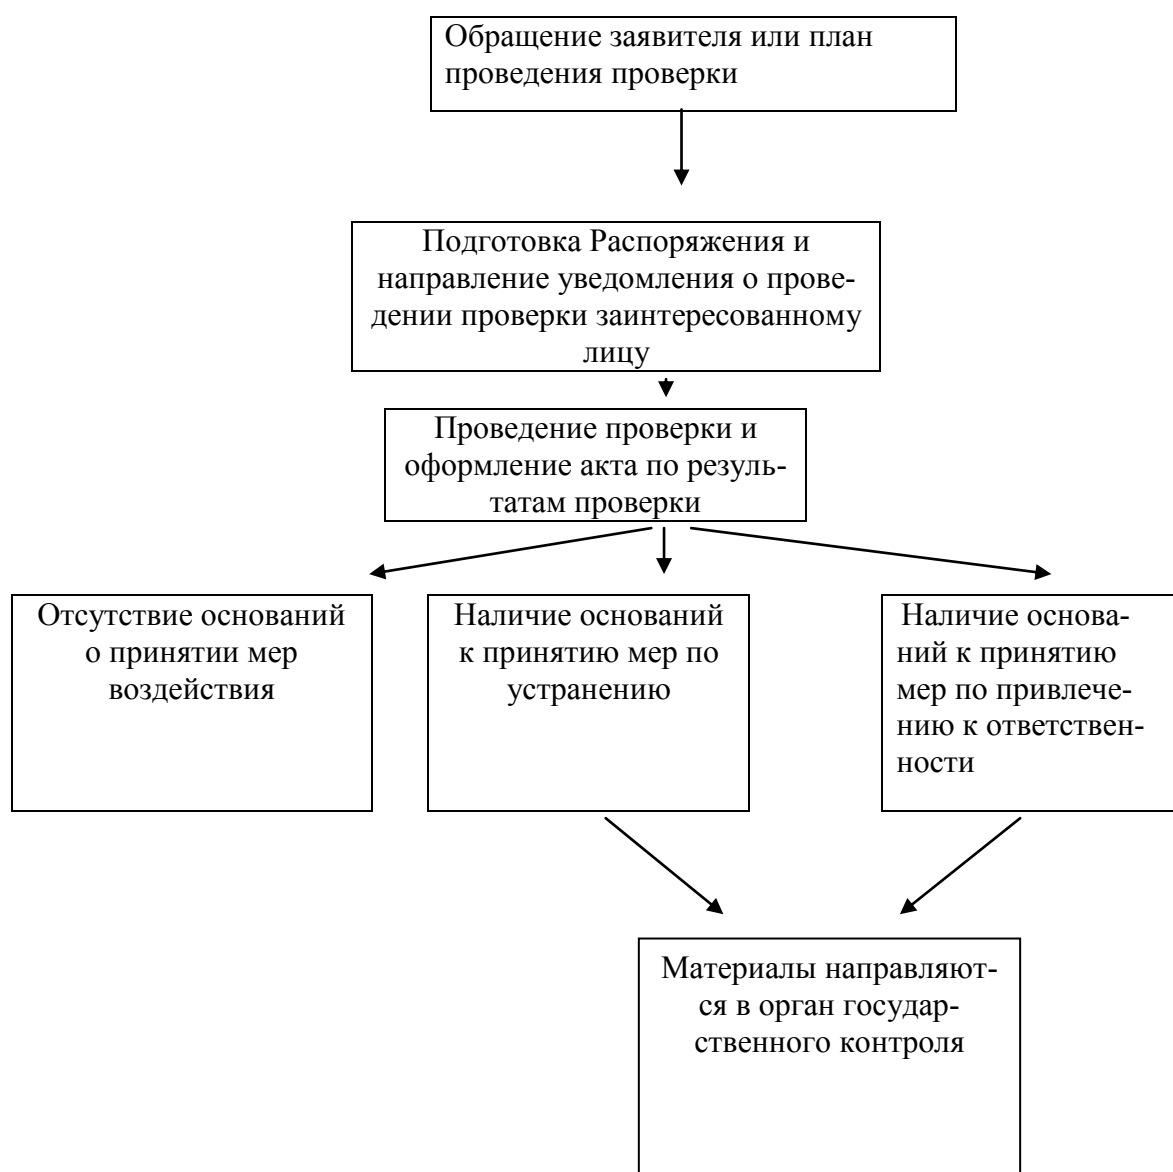 Обращение заявителя или план
проведения проверки
Подготовка Распоряжения и
направление уведомления о прове-
дении проверки заинтересованному
лицу
Проведение проверки и
оформление акта по резуль-
татам проверки
Отсутствие оснований
о принятии мер
воздействия
Наличие оснований
к принятию мер по
устранению
Наличие основа-
ний к принятию
мер по привлече-
нию к ответствен-
ности
Материалы направляют-
ся в орган государ-
ственного контроля